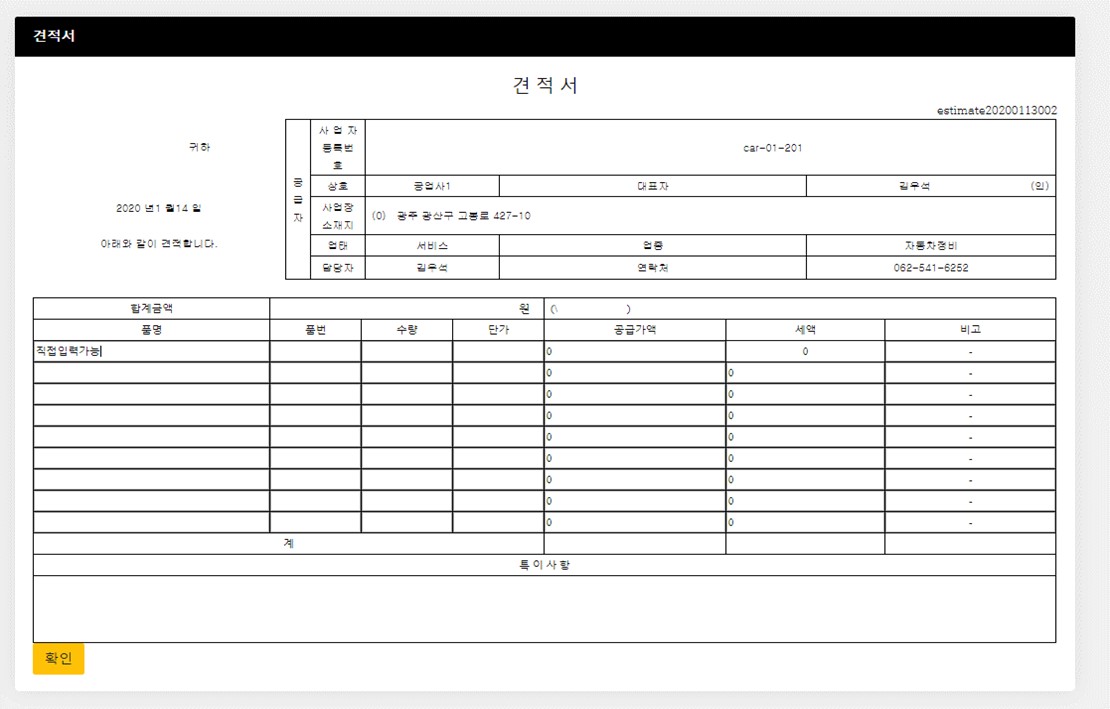 견적서
견 적 서
estimate20200113002
귀하
2020 년1 월14 일
아래와 같이 견적합니다.
공급자
사 업 자 등록번호 car-01-201
상호 공업사1 대표자 김우석 (인)
사업장 소재지 (0) 광주 광산구 고봉로 427-10
업태 서비스 업종 자동차정비
담당자 김우석 연락처 062-541-6252
합계금액 원 (\ )
품명 품번 수량 단가 공급가액 세액 비고
직접입력가능 0 0 -
0 0 -
0 0 -
0 0 -
0 0 -
0 0 -
0 0 -
0 0 -
0 0 -
계
특 이 사 항
확인